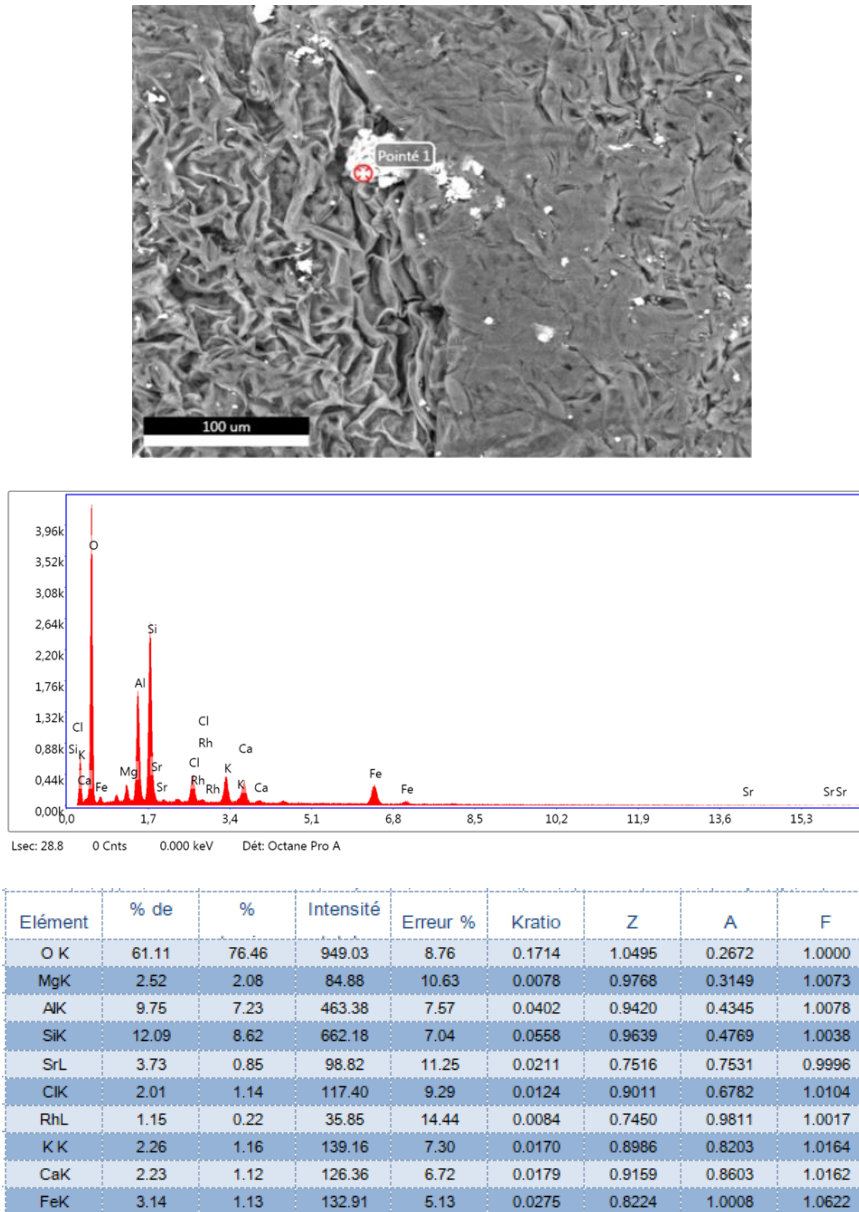 Pointé 1
100 um
3,96k
O
3,52k
3,08k
2,64k
Si
2,20k
1,76k
Al
1,32k
Cl
Cl
Rh
0,88k
Si
K
Ca
Mg
Sr
Cl
K
Fe
0,44k
Ca
Fe
Sr
Rh
Rh
K
Ca
Fe
Sr
Sr Sr
0,00k
0,0 1,7 3,4 5,1 6,8 8,5 10,2 11,9 13,6 15,3
Lsec: 28.8 0 Cnts 0.000 keV Dét: Octane Pro A
Elément % de % Intensité Erreur % Kratio Z A F
O K 61.11 76.46 949.03 8.76 0.1714 1.0495 0.2672 1.0000
MgK 2.52 2.08 84.88 10.63 0.0078 0.9768 0.3149 1.0073
AlK 9.75 7.23 463.38 7.57 0.0402 0.9420 0.4345 1.0078
SiK 12.09 8.62 662.18 7.04 0.0558 0.9639 0.4769 1.0038
SrL 3.73 0.85 98.82 11.25 0.0211 0.7516 0.7531 0.9996
ClK 2.01 1.14 117.40 9.29 0.0124 0.9011 0.6782 1.0104
RhL 1.15 0.22 35.85 14.44 0.0084 0.7450 0.9811 1.0017
K K 2.26 1.16 139.16 7.30 0.0170 0.8986 0.8203 1.0164
CaK 2.23 1.12 126.36 6.72 0.0179 0.9159 0.8603 1.0162
FeK 3.14 1.13 132.91 5.13 0.0275 0.8224 1.0008 1.0622